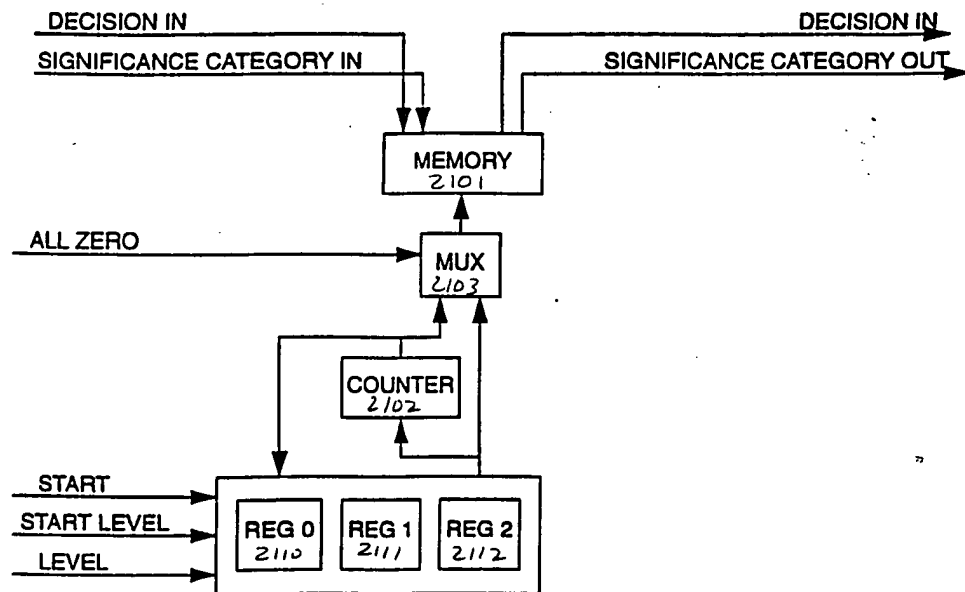 DECISION IN
DECISION IN
SIGNIFICANCE CATEGORY IN
SIGNIFICANCE CATEGORY OUT
MEMORY
2101
ALL ZERO
MUX
2103
COUNTER
2102
START
START LEVEL
LEVEL
REG 0
REG 1
REG 2
2110
2111
2112